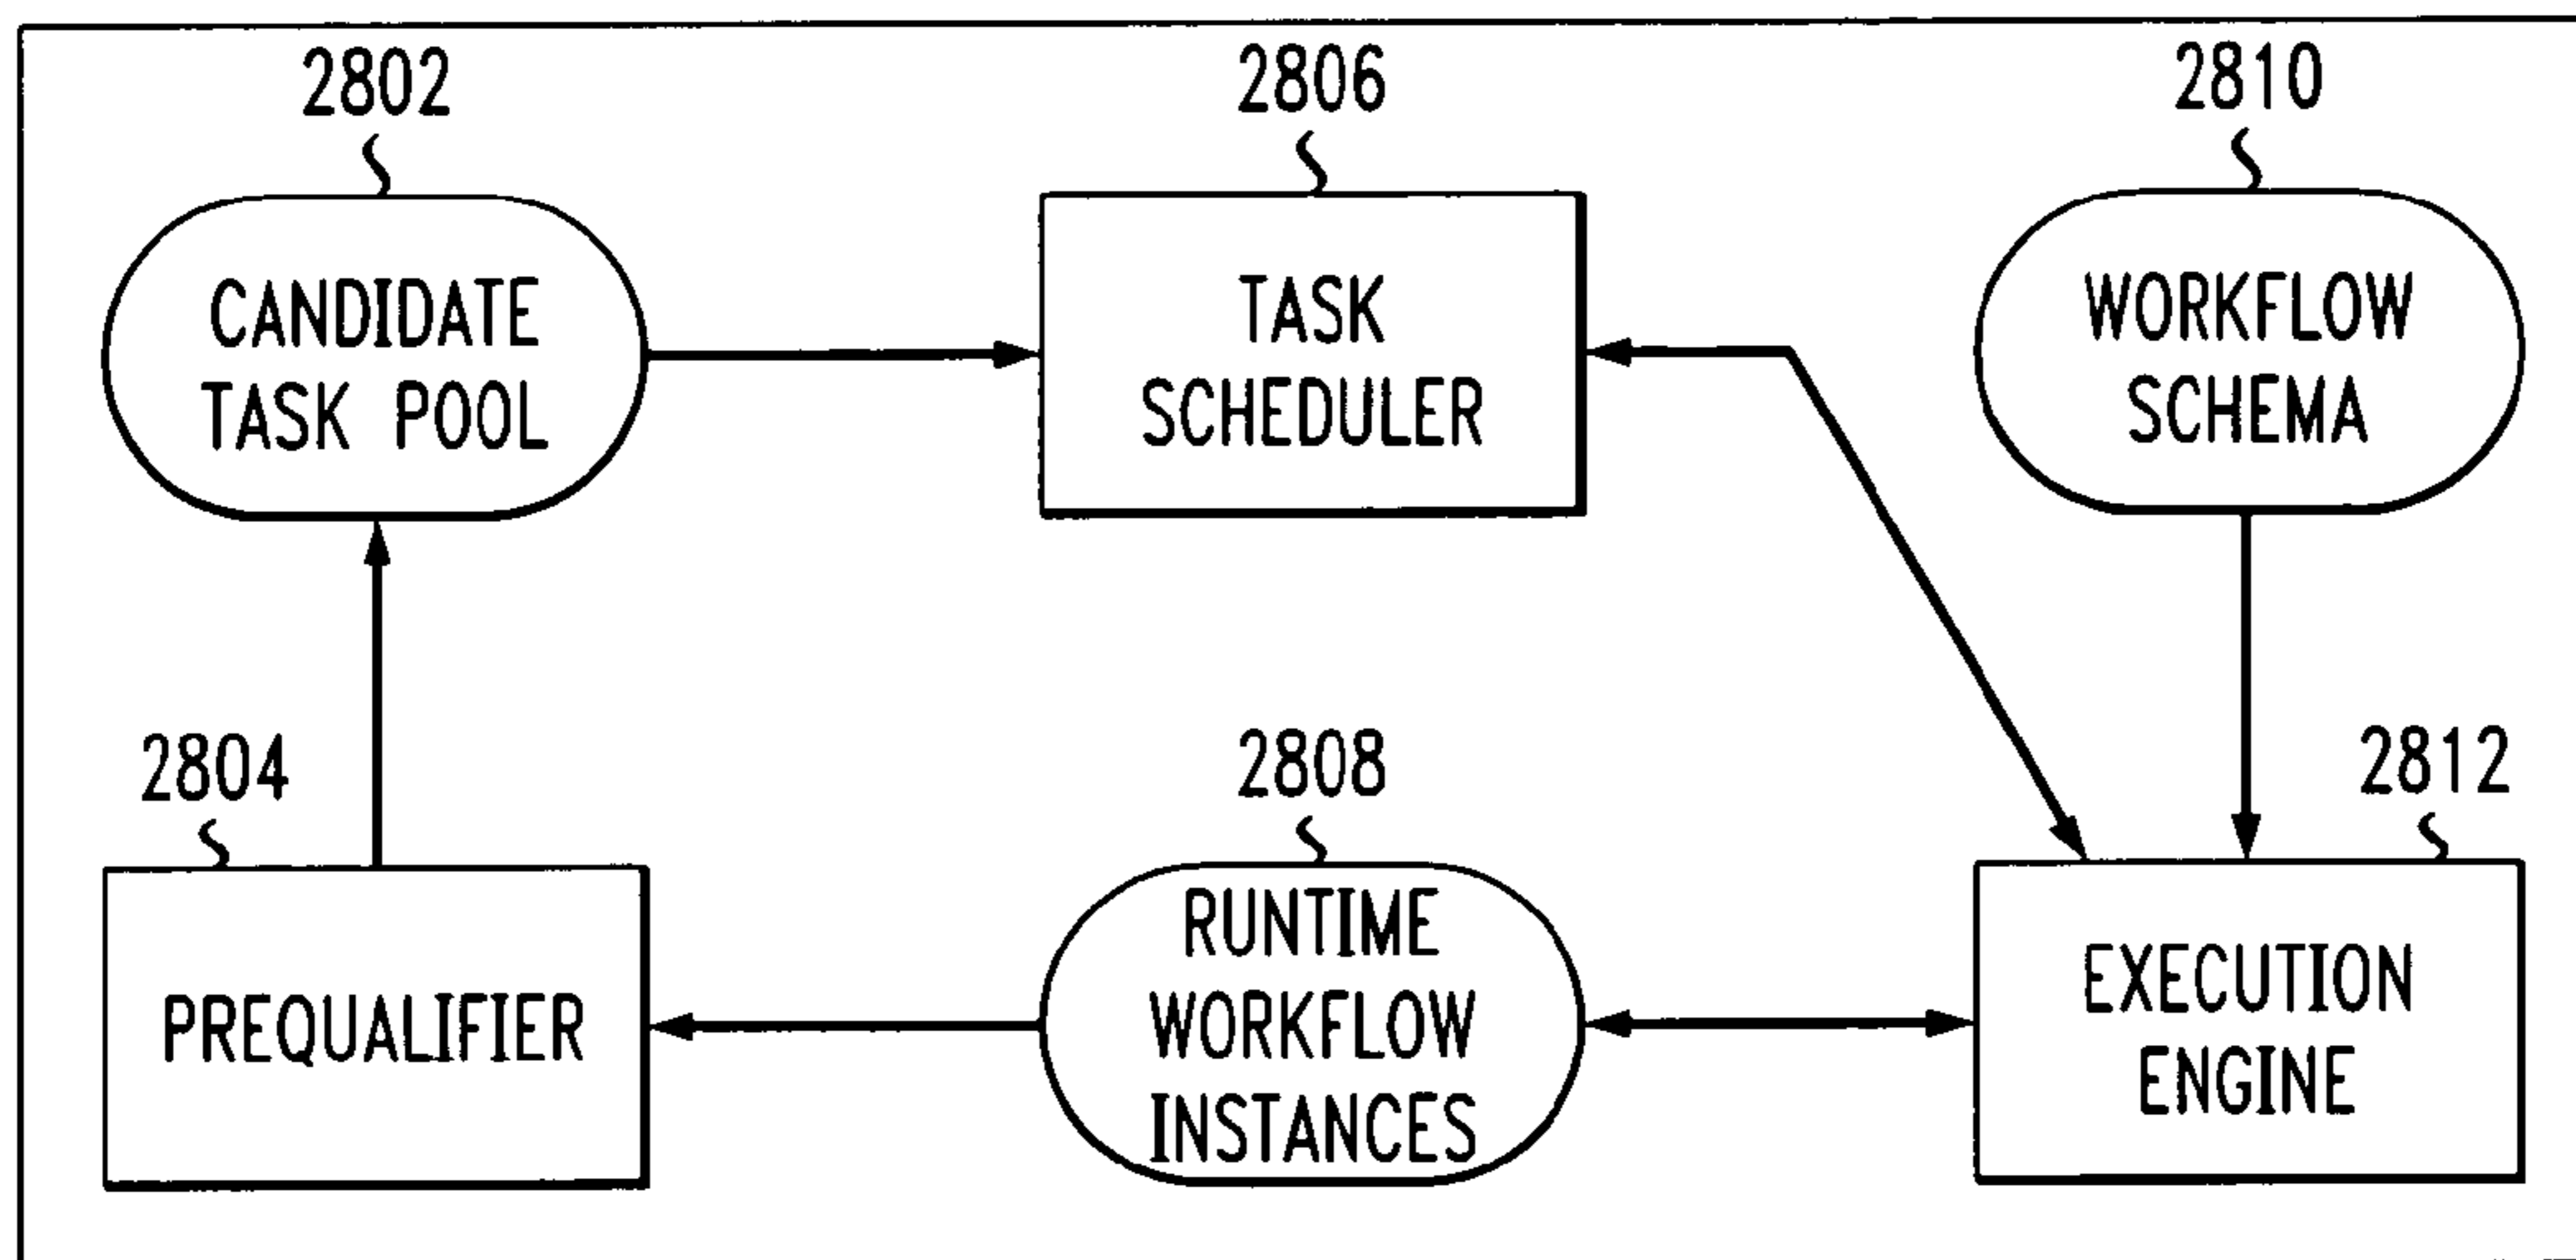 2802
2806
2810
CANDIDATE
TASK POOL
TASK
SCHEDULER
WORKFLOW
SCHEMA
2804
2808
2812
PREQUALIFIER
RUNTIME
WORKFLOW
INSTANCES
EXECUTION
ENGINE